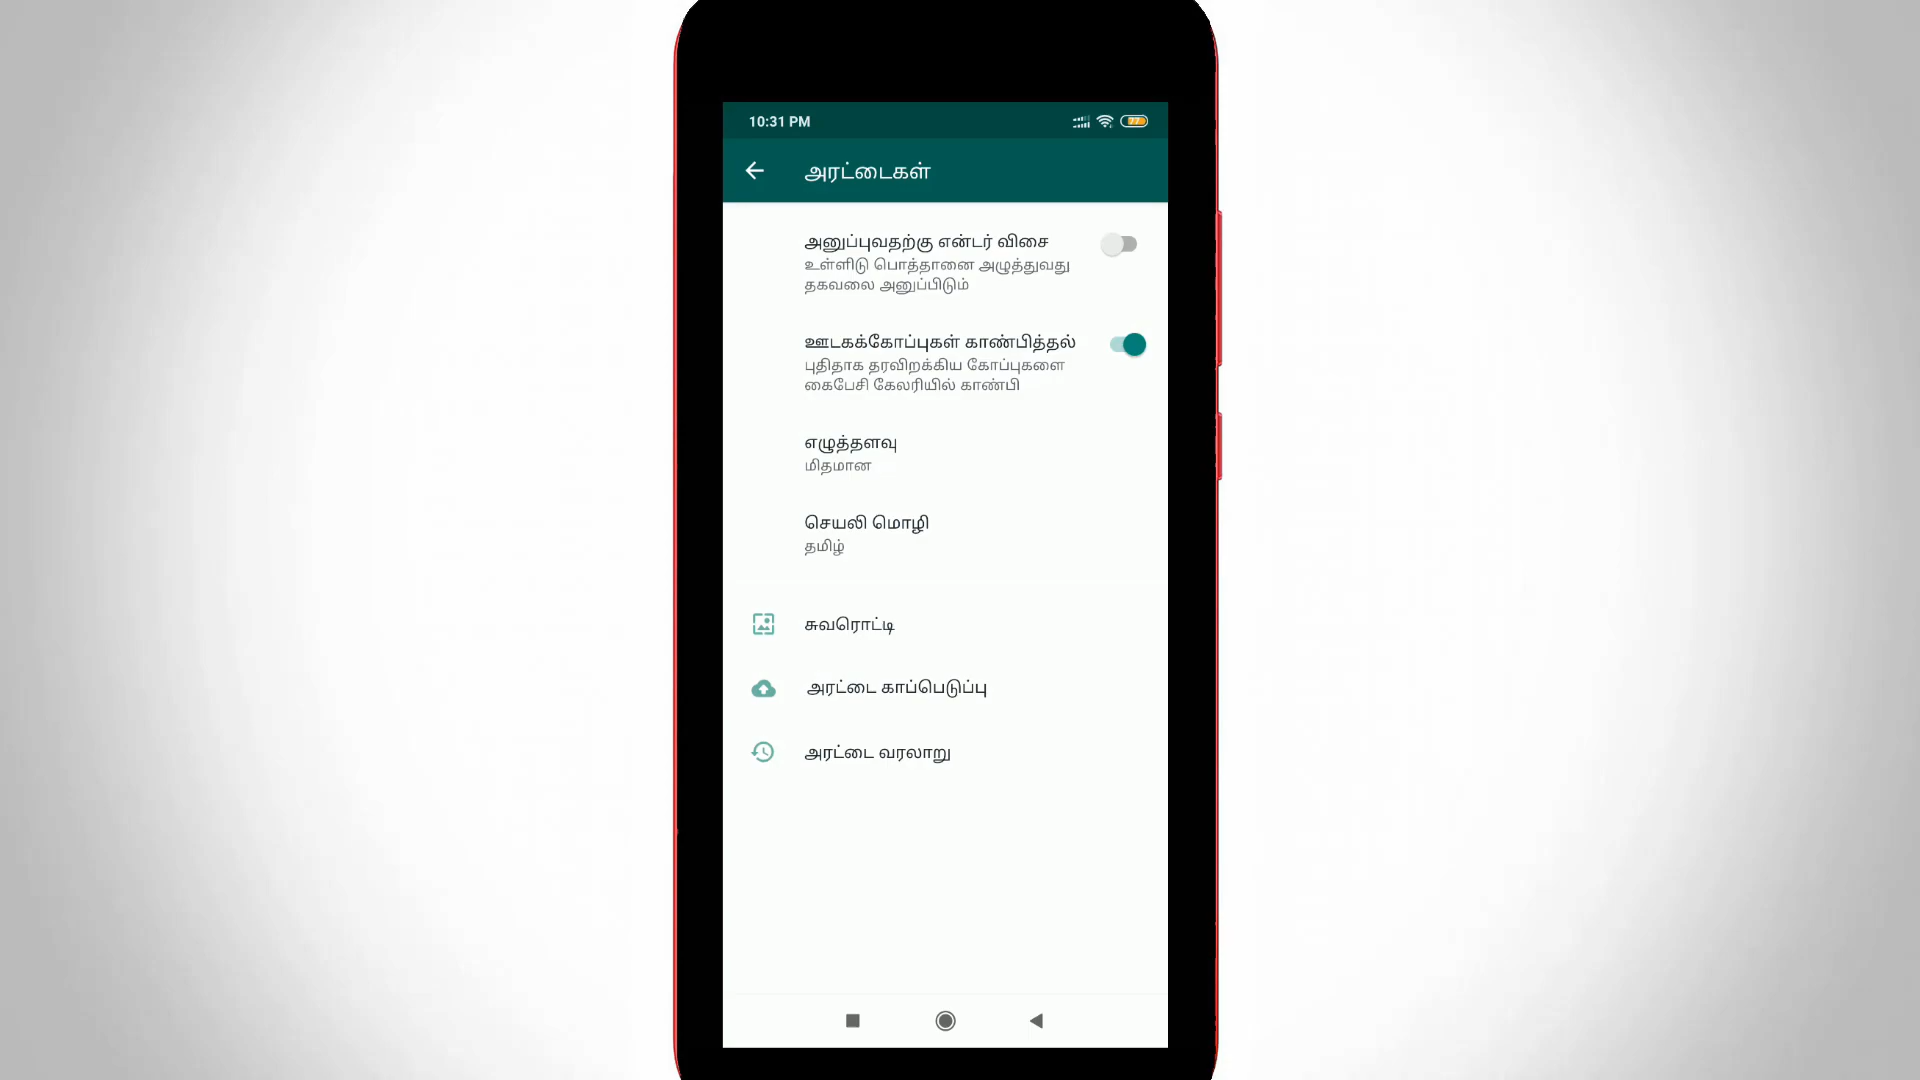 10:31 PM
77
அரட்டைகள்
அனுப்புவதற்கு என்டர் விசை
உள்ளிடு பொத்தானை அழுத்துவது
தகவலை அனுப்பிடும்
ஊடகக்கோப்புகள் காண்பித்தல்
புதிதாக தரவிறக்கிய கோப்புகளை
கைபேசி கேலரியில் காண்பி
எழுத்தளவு
மிதமான
செயலி மொழி
தமிழ்
சுவரொட்டி
அரட்டை காப்பெடுப்பு
அரட்டை வரலாறு